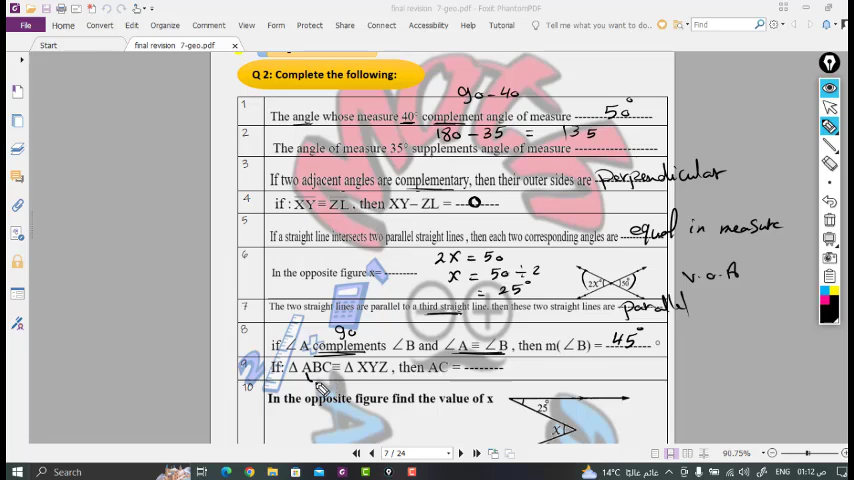 final revision 7-geo.pdf - Foxit PhantomPDF
File Home Convert Edit Organize Comment View Form Protect Share Connect Help Tutorial Tell me what you want to do... Find
Start final revision 7-geo.pdf
Q 2: Complete the following:
90 - 40
1
The angle whose measure 40° complement angle of measure 50°
2
180 - 35 = 135
The angle of measure 35° supplements angle of measure
3
If two adjacent angles are complementary, then their outer sides are perpendicular
4
if : XY ≡ ZL , then XY– ZL = 0
5
If a straight line intersects two parallel straight lines , then each two corresponding angles are equal in measure
6
2X = 50
In the opposite figure x=
X = 50 ÷ 2
= 25°
2X° 50°
V.O.A
7
The two straight lines are parallel to a third straight line, then these two straight lines are parallel
8
90
if ∠ A complements ∠B and ∠A ≡ ∠B , then m( ∠B) = 45° °
9
If: Δ ABC≡ Δ XYZ , then AC =
10
In the opposite figure find the value of x
25°
X
7 / 24 90.75%
Search 14°C غائم غالبًا ENG 01:12 ص